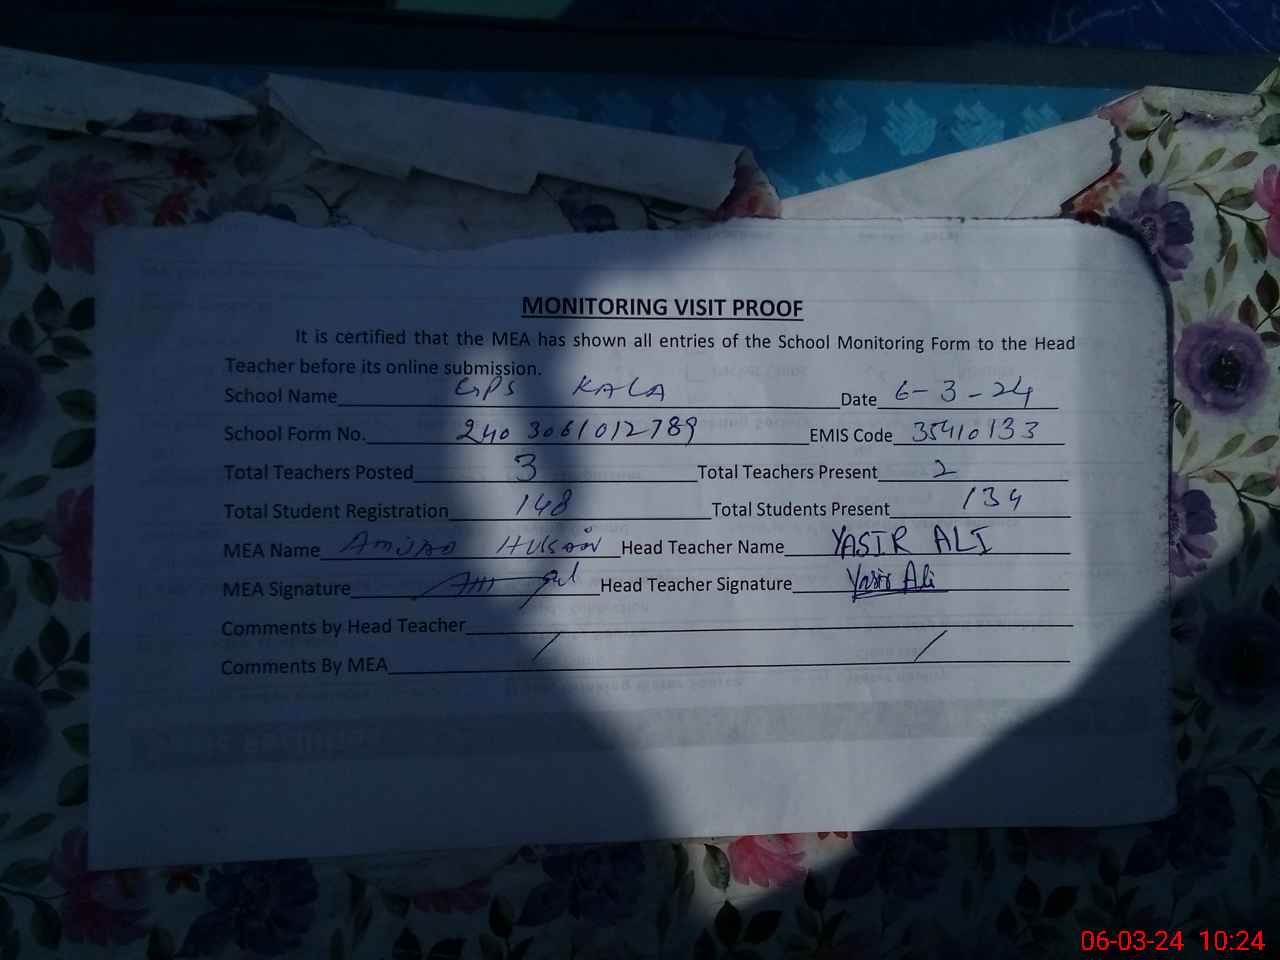 MONITORING VISIT PROOF
It is certified that the MEA has shown all entries of the School Monitoring Form to the Head
Teacher before its online submission.
School Name GPS KALA Date 6-3-24
School Form No. 2403061012789 EMIS Code 35410133
Total Teachers Posted 3 Total Teachers Present 2
Total Student Registration 148 Total Students Present 134
MEA Name Head Teacher Name YASIR ALI
MEA Signature Head Teacher Signature Yasir Ali
Comments by Head Teacher
Comments By MEA
06-03-24 10:24